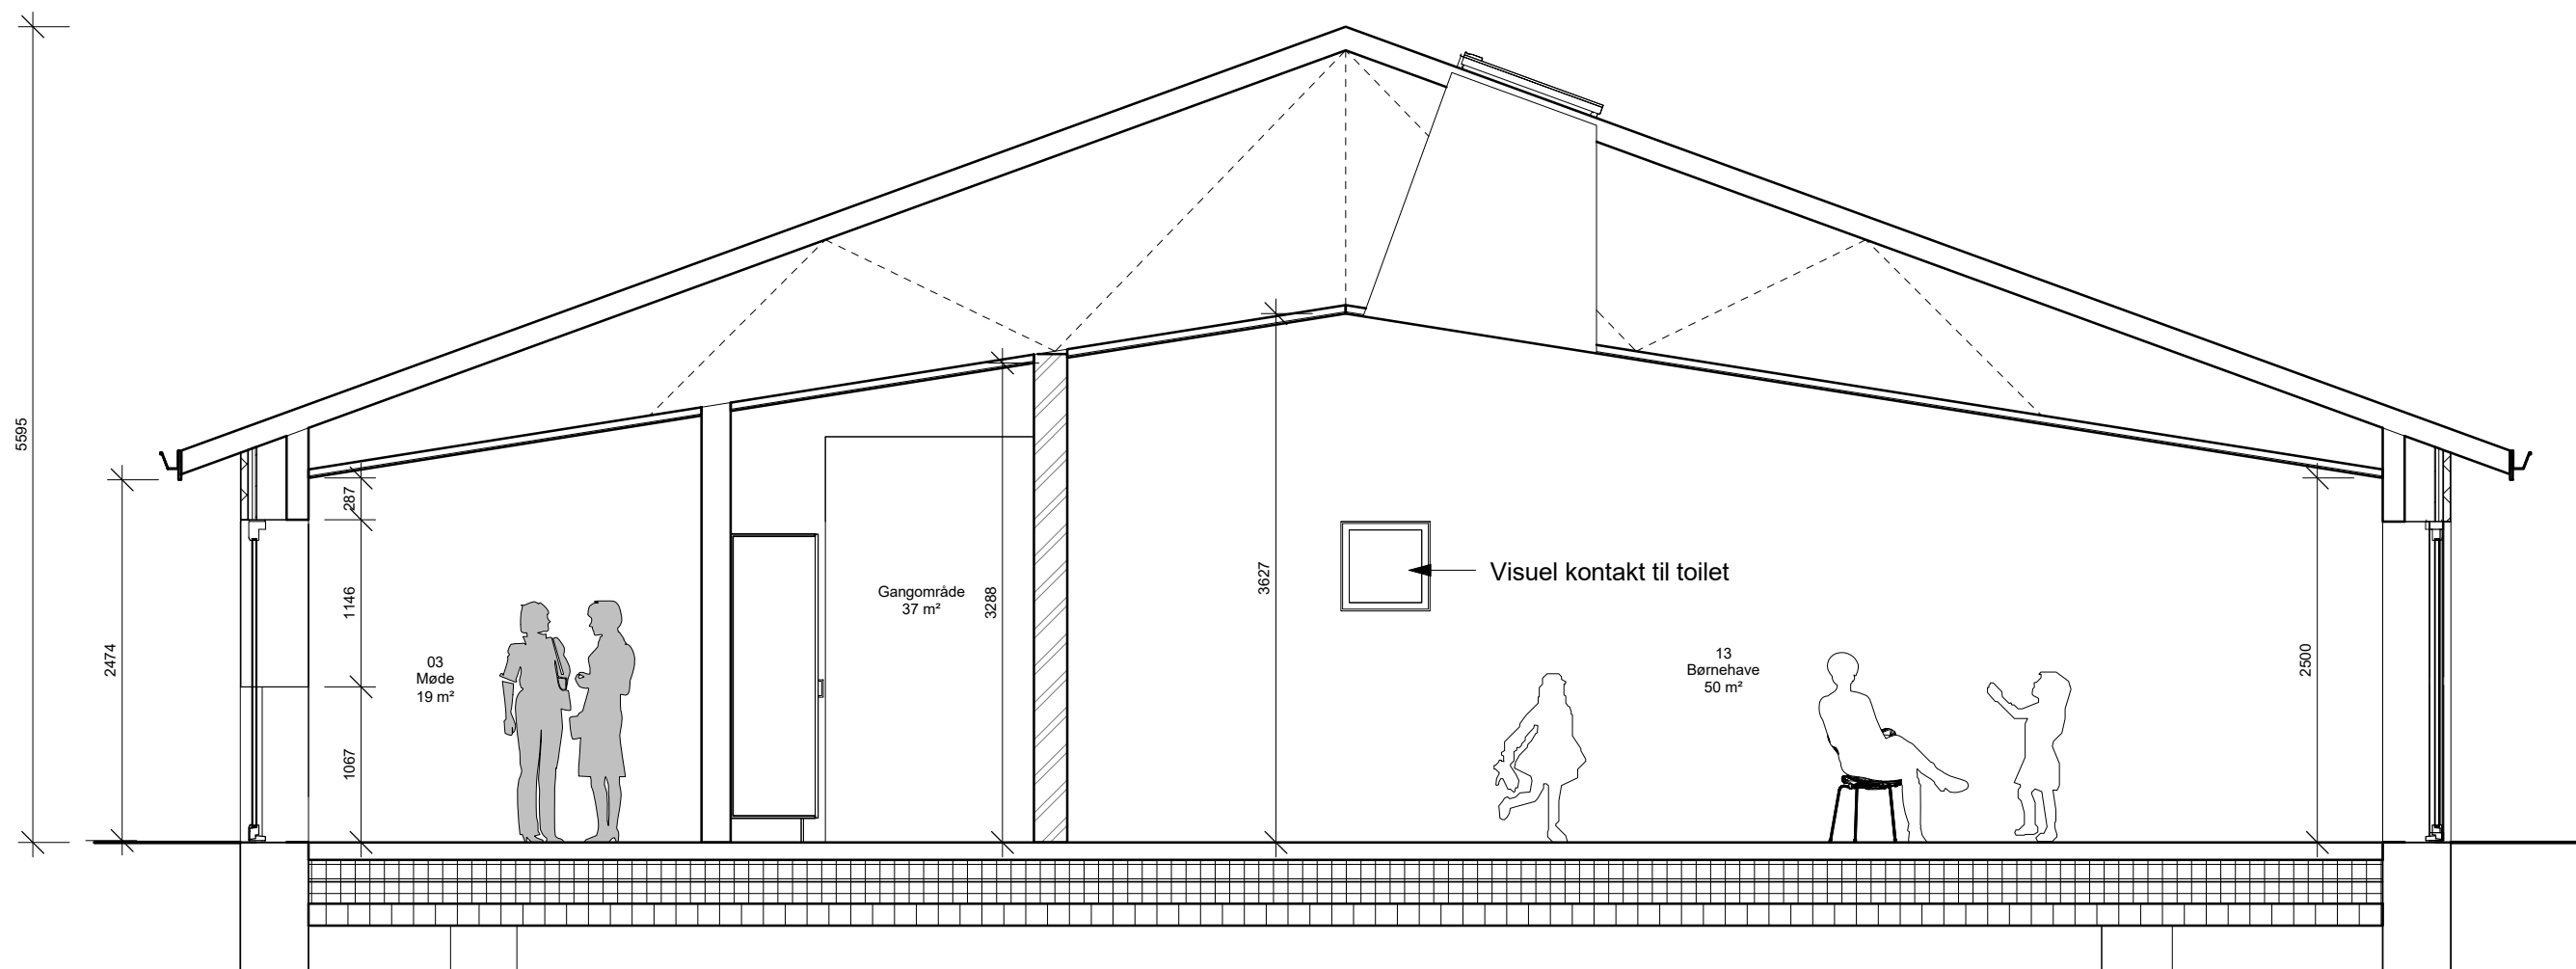 5595
2474
287
1146
1067
03
Møde
19 m²
Gangområde
37 m²
3288
3627
Visuel kontakt til toilet
13
Børnehave
50 m²
2500